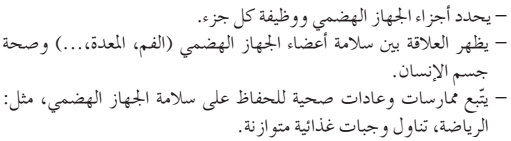 – يحدد أجزاء الجهاز الهضمي ووظيفة كل جزء.
– يظهر العلاقة بين سلامة أعضاء الجهاز الهضمي (الفم، المعدة،...) وصحة
جسم الإنسان.
– يتّبع ممارسات وعادات صحية للحفاظ على سلامة الجهاز الهضمي، مثل:
الرياضة، تناول وجبات غذائية متوازنة.